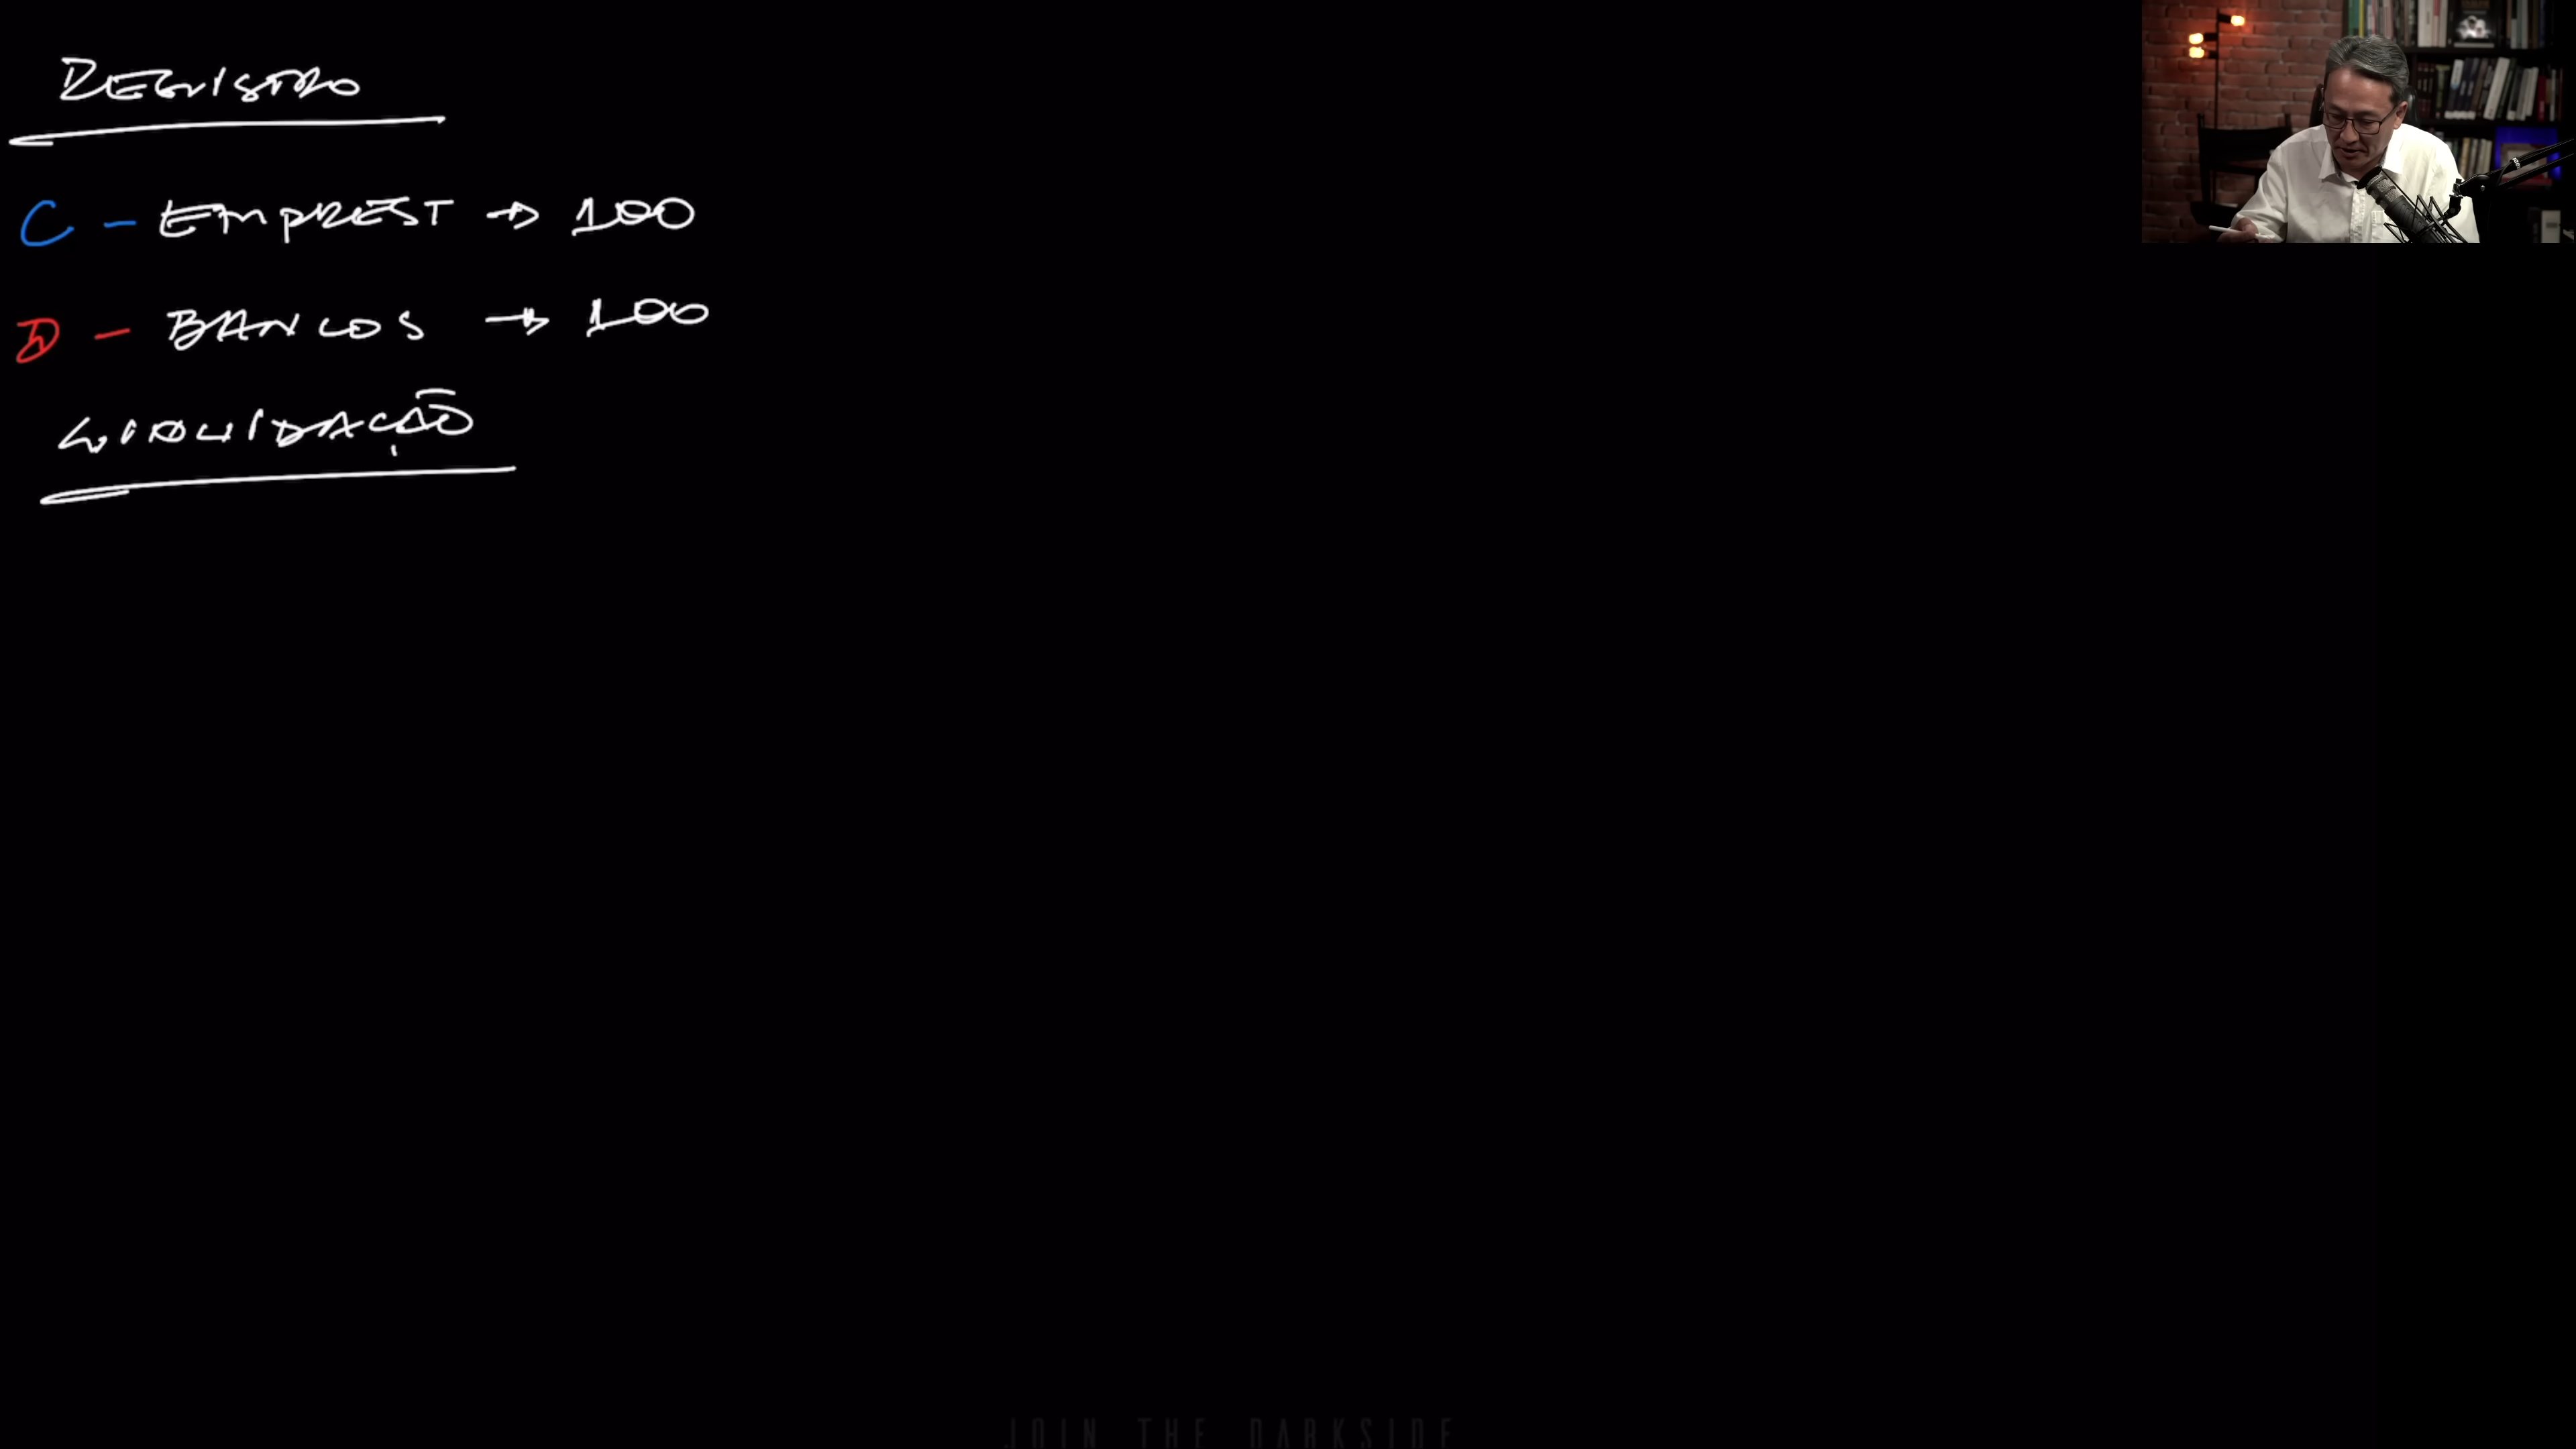 REGISTRO
C - EMPREST → 100
D - BANCOS → 100
LIQUIDAÇÃO
JOIN THE DARKSIDE